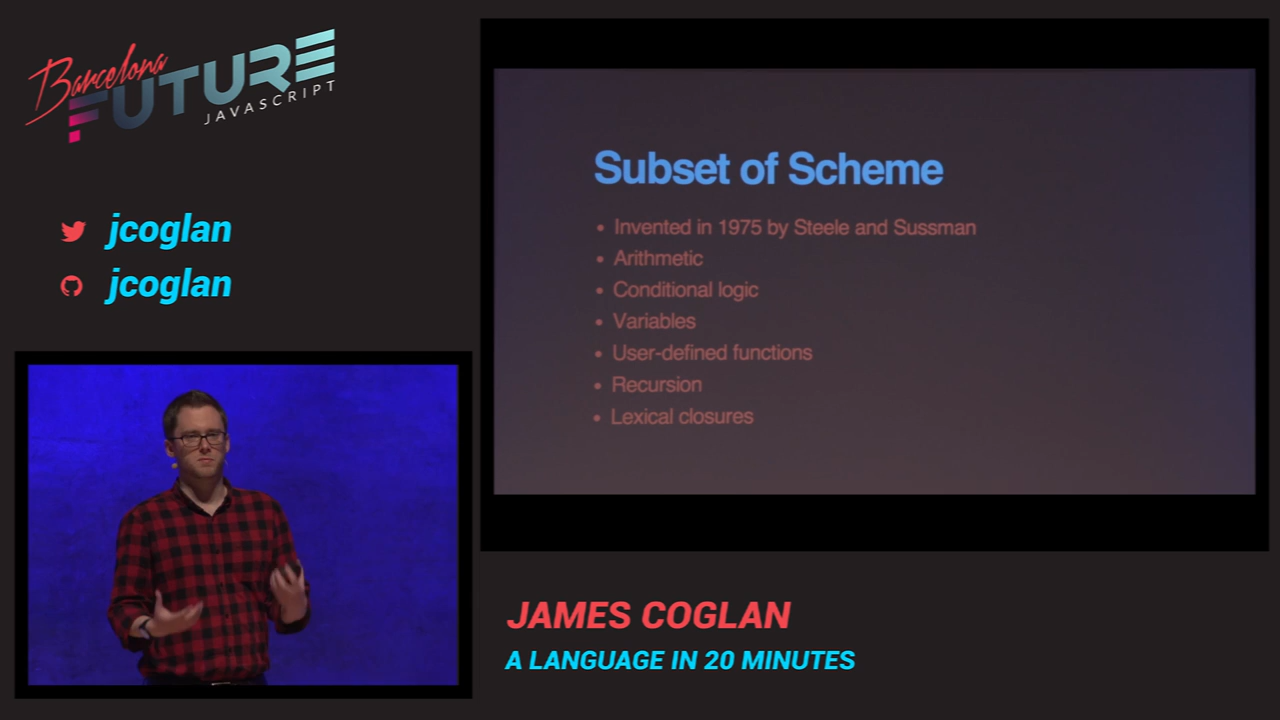 Barcelona
FUTURE
JAVASCRIPT
jcoglan
jcoglan
Subset of Scheme
• Invented in 1975 by Steele and Sussman
• Arithmetic
• Conditional logic
• Variables
• User-defined functions
• Recursion
• Lexical closures
JAMES COGLAN
A LANGUAGE IN 20 MINUTES